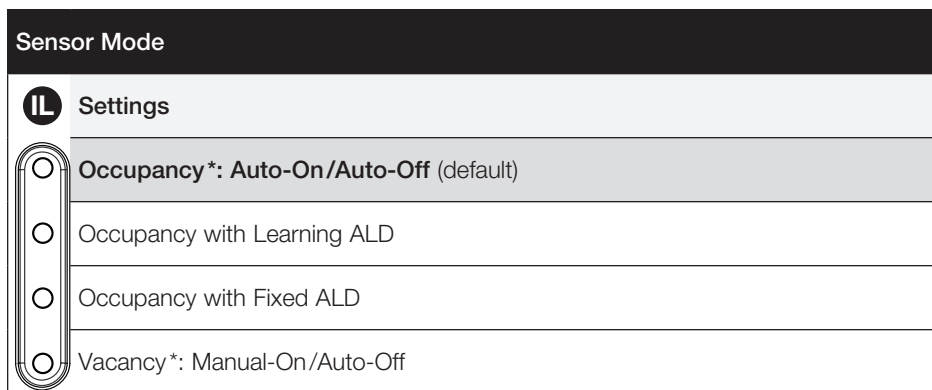 Sensor Mode
IL Settings
Occupancy*: Auto-On/Auto-Off (default)
Occupancy with Learning ALD
Occupancy with Fixed ALD
Vacancy*: Manual-On/Auto-Off